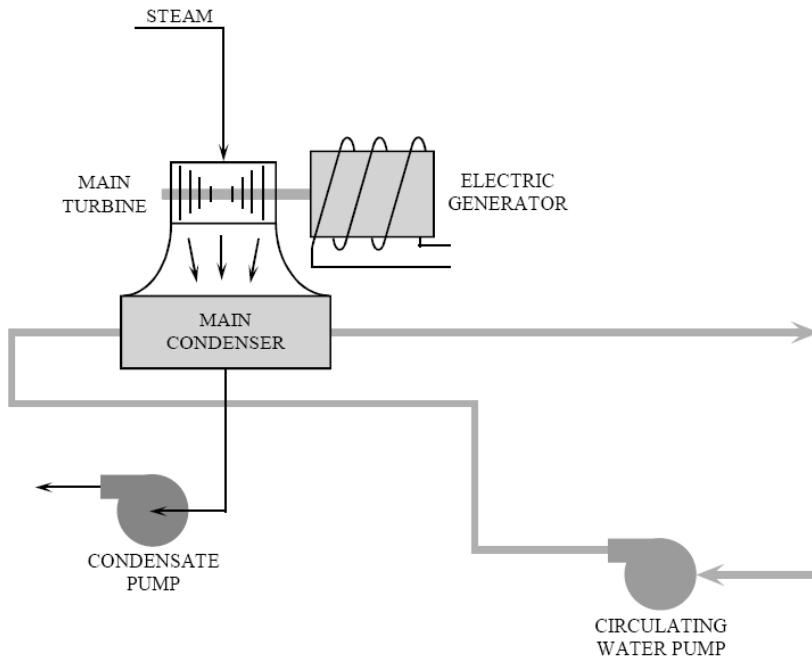 STEAM
MAIN
TURBINE
ELECTRIC
GENERATOR
MAIN
CONDENSER
CONDENSATE
PUMP
CIRCULATING
WATER PUMP